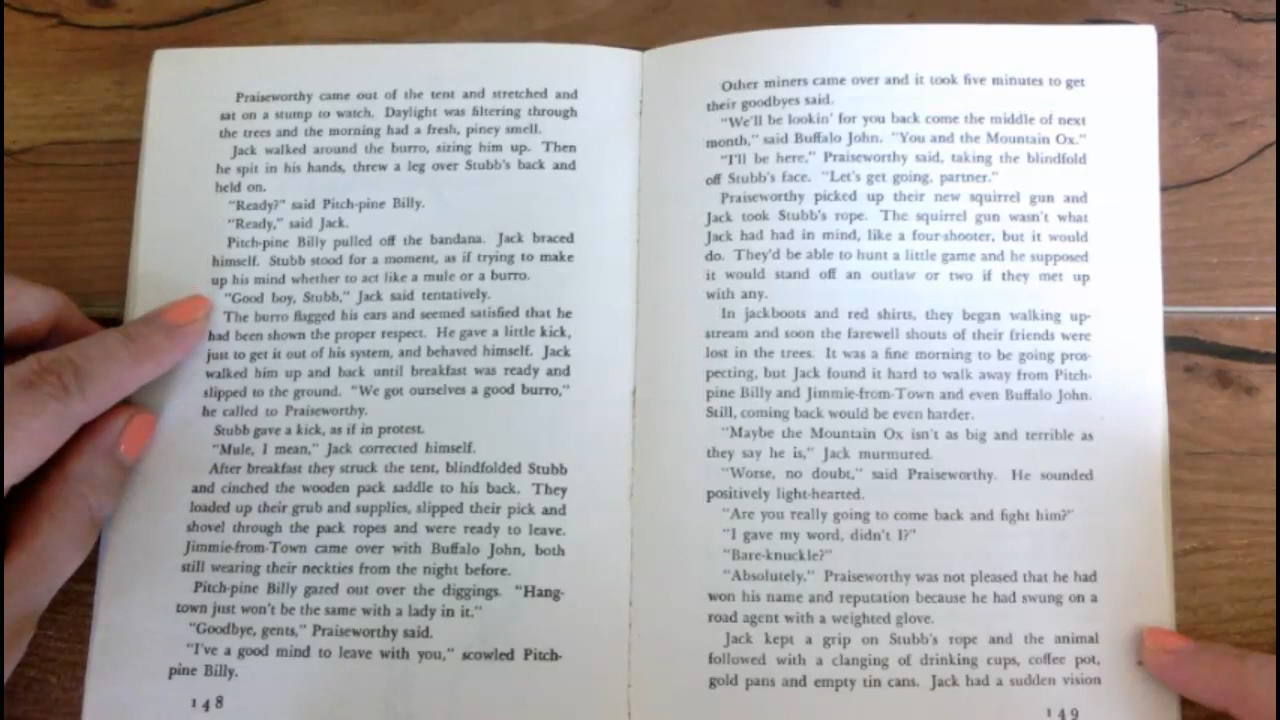 Praiseworthy came out of the tent and stretched and
sat on a stump to watch. Daylight was filtering through
the trees and the morning had a fresh, piney smell.
Jack walked around the burro, sizing him up. Then
he spit in his hands, threw a leg over Stubb's back and
held on.
"Ready?" said Pitch-pine Billy.
"Ready," said Jack.
Pitch-pine Billy pulled off the bandana. Jack braced
himself. Stubb stood for a moment, as if trying to make
up his mind whether to act like a mule or a burro.
"Good boy, Stubb," Jack said tentatively.
The burro flagged his ears and seemed satisfied that he
had been shown the proper respect. He gave a little kick,
just to get it out of his system, and behaved himself. Jack
walked him up and back until breakfast was ready and
slipped to the ground. "We got ourselves a good burro,"
he called to Praiseworthy.
Stubb gave a kick, as if in protest.
"Mule, I mean," Jack corrected himself.
After breakfast they struck the tent, blindfolded Stubb
and cinched the wooden pack saddle to his back. They
loaded up their grub and supplies, slipped their pick and
shovel through the pack ropes and were ready to leave.
Jimmie-from-Town came over with Buffalo John, both
still wearing their neckties from the night before.
Pitch-pine Billy gazed out over the diggings. "Hang-
town just won't be the same with a lady in it."
"Goodbye, gents," Praiseworthy said.
"I've a good mind to leave with you," scowled Pitch-
pine Billy.
148
Other miners came over and it took five minutes to get
their goodbyes said.
"We'll be lookin' for you back come the middle of next
month," said Buffalo John. "You and the Mountain Ox."
"I'll be here," Praiseworthy said, taking the blindfold
off Stubb's face. "Let's get going, partner."
Praiseworthy picked up their new squirrel gun and
Jack took Stubb's rope. The squirrel gun wasn't what
Jack had had in mind, like a four-shooter, but it would
do. They'd be able to hunt a little game and he supposed
it would stand off an outlaw or two if they met up
with any.
In jackboots and red shirts, they began walking up-
stream and soon the farewell shouts of their friends were
lost in the trees. It was a fine morning to be going pros-
pecting, but Jack found it hard to walk away from Pitch-
pine Billy and Jimmie-from-Town and even Buffalo John.
Still, coming back would be even harder.
"Maybe the Mountain Ox isn't as big and terrible as
they say he is," Jack murmured.
"Worse, no doubt," said Praiseworthy. He sounded
positively light-hearted.
"Are you really going to come back and fight him?"
"I gave my word, didn't I?"
"Bare-knuckle?"
"Absolutely." Praiseworthy was not pleased that he had
won his name and reputation because he had swung on a
road agent with a weighted glove.
Jack kept a grip on Stubb's rope and the animal
followed with a clanging of drinking cups, coffee pot,
gold pans and empty tin cans. Jack had a sudden vision
149